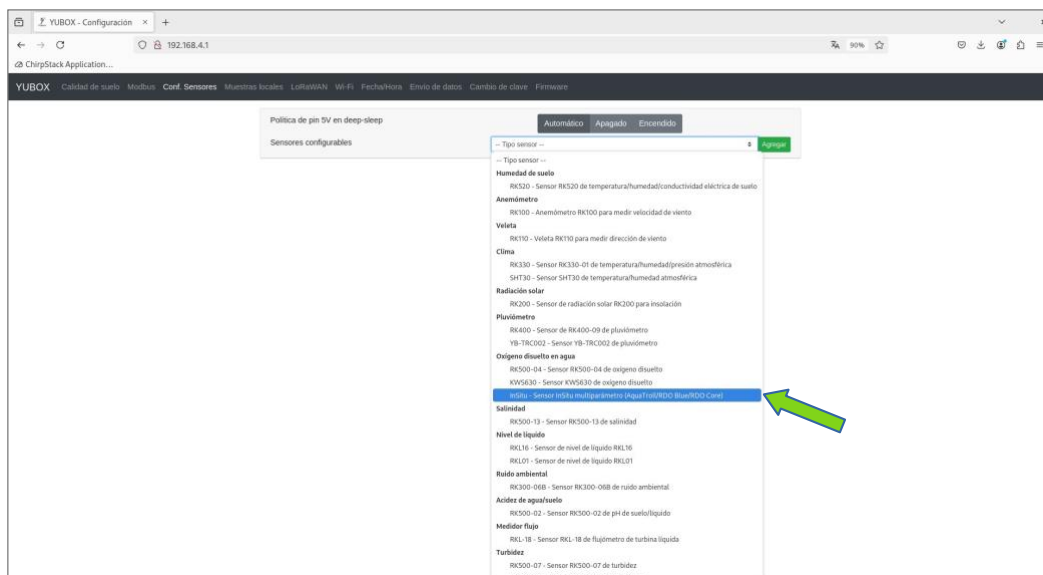 YUBOX - Configuración × +
192.168.4.1
90%
ChirpStack Application...
YUBOX Calidad de suelo Modbus Conf. Sensores Muestras locales LoRaWAN Wi-Fi Fecha/Hora Envío de datos Cambio de clave Firmware
Política de pin 5V en deep-sleep Automático Apagado Encendido
Sensores configurables -- Tipo sensor -- Agregar
-- Tipo sensor --
Humedad de suelo
RK520 - Sensor RK520 de temperatura/humedad/conductividad eléctrica de suelo
Anemómetro
RK100 - Anemómetro RK100 para medir velocidad de viento
Veleta
RK110 - Veleta RK110 para medir dirección de viento
Clima
RK330 - Sensor RK330-01 de temperatura/humedad/presión atmosférica
SHT30 - Sensor SHT30 de temperatura/humedad atmosférica
Radiación solar
RK200 - Sensor de radiación solar RK200 para insolación
Pluviómetro
RK400 - Sensor de RK400-09 de pluviómetro
YB-TRC002 - Sensor YB-TRC002 de pluviómetro
Oxígeno disuelto en agua
RK500-04 - Sensor RK500-04 de oxígeno disuelto
KWS630 - Sensor KWS630 de oxígeno disuelto
InSitu - Sensor InSitu multiparámetro (AquaTroll/RDO Blue/RDO Core)
Salinidad
RK500-13 - Sensor RK500-13 de salinidad
Nivel de líquido
RKL16 - Sensor de nivel de líquido RKL16
RKL01 - Sensor de nivel de líquido RKL01
Ruido ambiental
RK300-06B - Sensor RK300-06B de ruido ambiental
Acidez de agua/suelo
RK500-02 - Sensor RK500-02 de pH de suelo/líquido
Medidor flujo
RKL-18 - Sensor RKL-18 de flujómetro de turbina líquida
Turbidez
RK500-07 - Sensor RK500-07 de turbidez